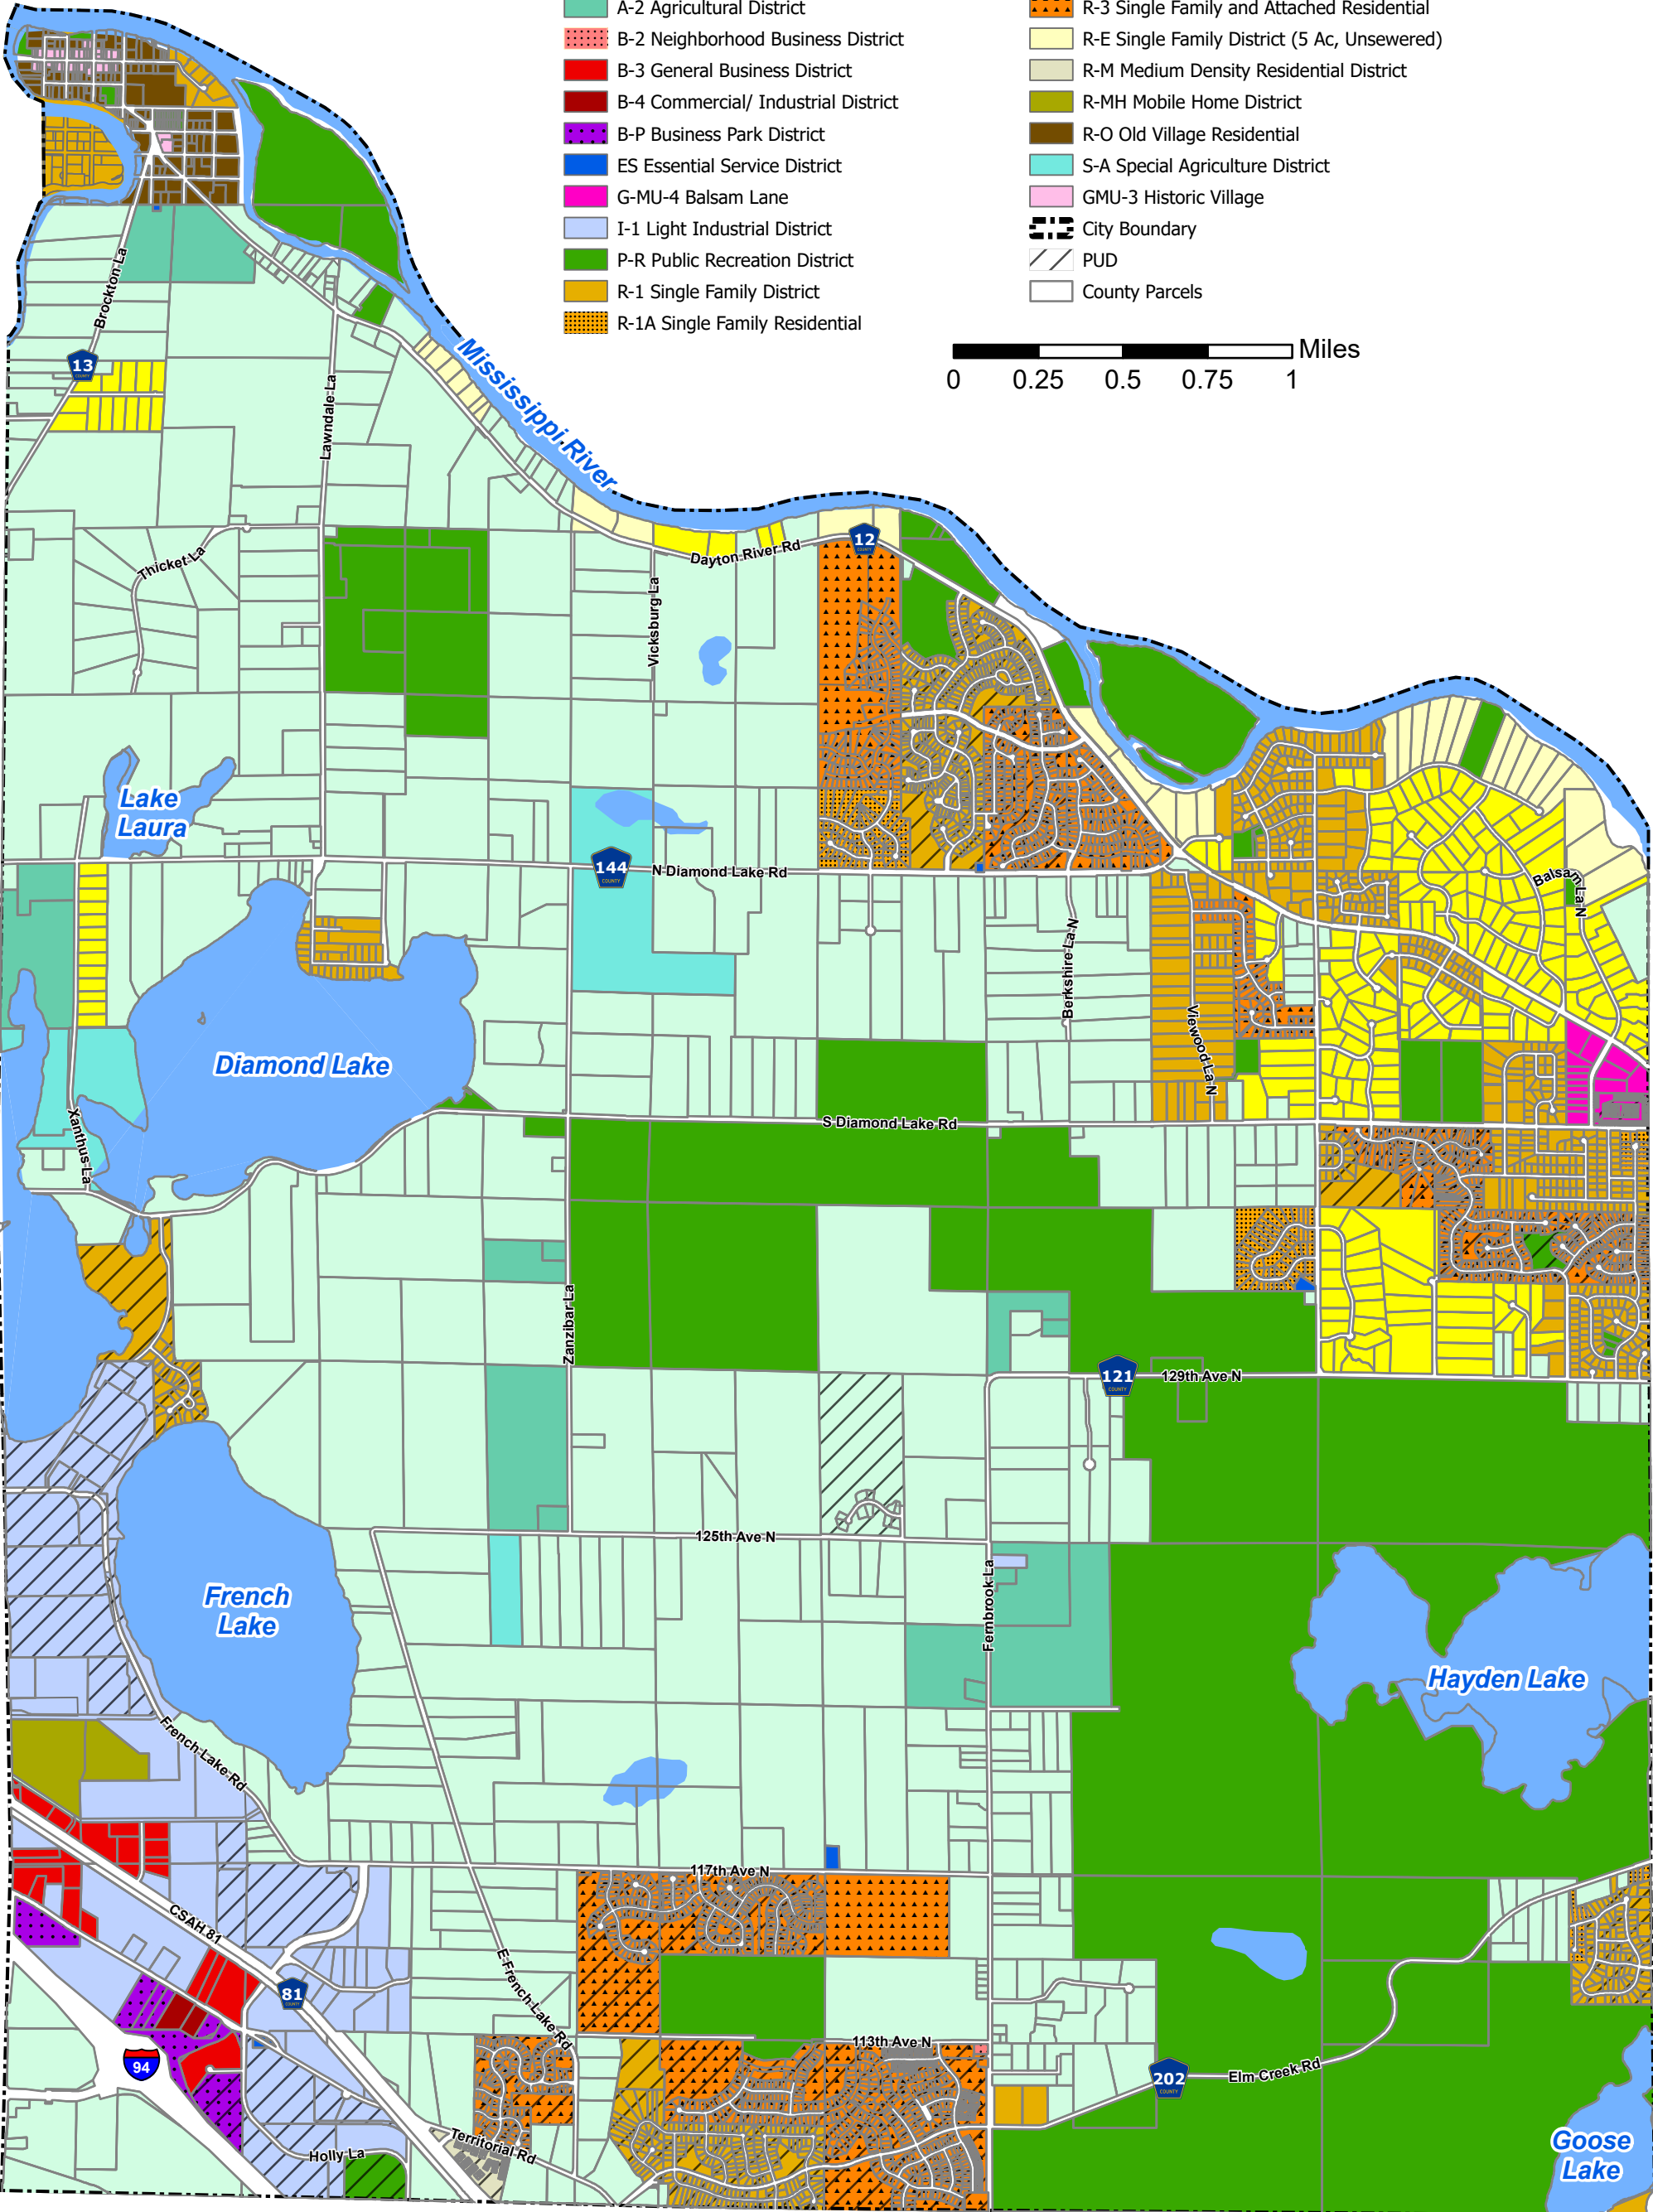 A-2 Agricultural District
B-2 Neighborhood Business District
B-3 General Business District
B-4 Commercial/ Industrial District
B-P Business Park District
ES Essential Service District
G-MU-4 Balsam Lane
I-1 Light Industrial District
P-R Public Recreation District
R-1 Single Family District
R-1A Single Family Residential
R-3 Single Family and Attached Residential
R-E Single Family District (5 Ac, Unsewered)
R-M Medium Density Residential District
R-MH Mobile Home District
R-O Old Village Residential
S-A Special Agriculture District
GMU-3 Historic Village
City Boundary
PUD
County Parcels
Miles
0 0.25 0.5 0.75 1
Brockton La
13
COUNTY
Lawndale La
Mississippi River
Thicket La
Vicksburg La
Dayton River Rd
12
COUNTY
Lake
Laura
144
COUNTY
N Diamond Lake Rd
Balsam La N
Berkshire La N
Viewood La N
Diamond Lake
Xanthus La
S Diamond Lake Rd
Zanzibar La
121
COUNTY
129th Ave N
125th Ave N
French
Lake
Fernbrook La
Hayden Lake
French Lake Rd
117th Ave N
CSAH 81
81
COUNTY
E French Lake Rd
94
113th Ave N
202
COUNTY
Elm Creek Rd
Territorial Rd
Holly La
Goose
Lake